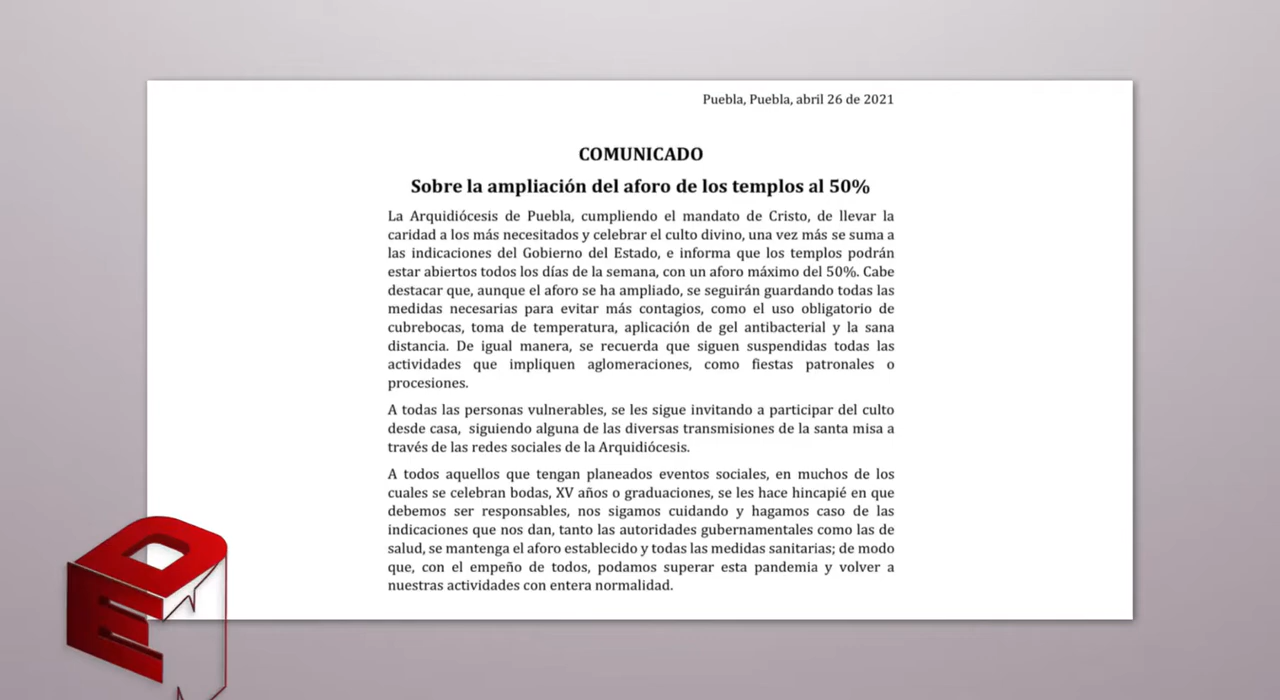 Puebla, Puebla, abril 26 de 2021
COMUNICADO
Sobre la ampliación del aforo de los templos al 50%
La Arquidiócesis de Puebla, cumpliendo el mandato de Cristo, de llevar la
caridad a los más necesitados y celebrar el culto divino, una vez más se suma a
las indicaciones del Gobierno del Estado, e informa que los templos podrán
estar abiertos todos los días de la semana, con un aforo máximo del 50%. Cabe
destacar que, aunque el aforo se ha ampliado, se seguirán guardando todas las
medidas necesarias para evitar más contagios, como el uso obligatorio de
cubrebocas, toma de temperatura, aplicación de gel antibacterial y la sana
distancia. De igual manera, se recuerda que siguen suspendidas todas las
actividades que impliquen aglomeraciones, como fiestas patronales o
procesiones.
A todas las personas vulnerables, se les sigue invitando a participar del culto
desde casa, siguiendo alguna de las diversas transmisiones de la santa misa a
través de las redes sociales de la Arquidiócesis.
A todos aquellos que tengan planeados eventos sociales, en muchos de los
cuales se celebran bodas, XV años o graduaciones, se les hace hincapié en que
debemos ser responsables, nos sigamos cuidando y hagamos caso de las
indicaciones que nos dan, tanto las autoridades gubernamentales como las de
salud, se mantenga el aforo establecido y todas las medidas sanitarias; de modo
que, con el empeño de todos, podamos superar esta pandemia y volver a
nuestras actividades con entera normalidad.
D
E